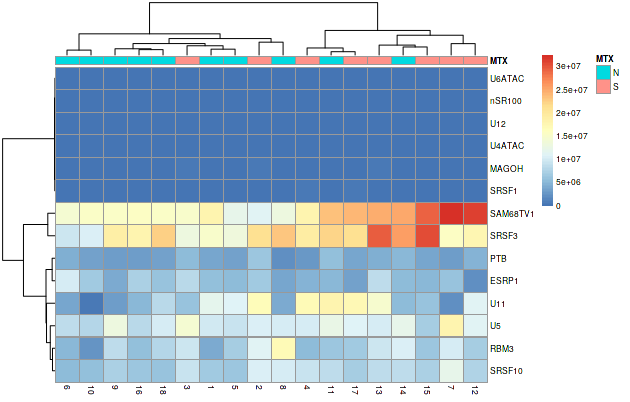 MTX
U6ATAC
nSR100
U12
U4ATAC
MAGOH
SRSF1
SAM68TV1
SRSF3
PTB
ESRP1
U11
U5
RBM3
SRSF10
6 10 9 16 18 3 1 5 2 8 4 11 17 13 14 15 7 12
3e+07
2.5e+07
2e+07
1.5e+07
1e+07
5e+06
0
MTX
N
S